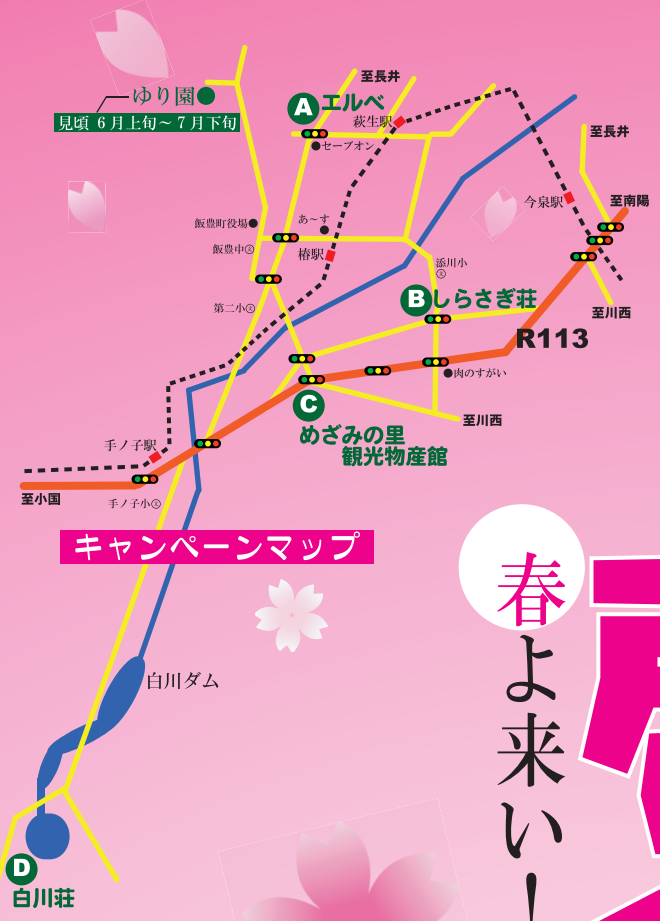 至長井
ゆり園
A エルベ
見頃 6月上旬～7月下旬
萩生駅
至長井
セーブオン
今泉駅
至南陽
飯豊町役場
あ～す
飯豊中㊛
椿駅
添川小
B しらさぎ荘
第二小
至川西
R113
肉のすがい
C
めざみの里
観光物産館
至川西
手ノ子駅
至小国
手ノ子小
キャンペーンマップ
春よ来い！
白川ダム
D
白川荘